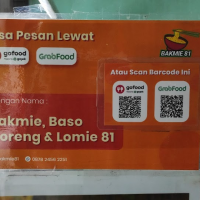 sa Pesan Lewat
gofood
GrabFood
BAKMIE 81
Atau Scan Barcode Ini
gofood
GrabFood
ngan Nama :
akmie, Baso
oreng & Lomie 81